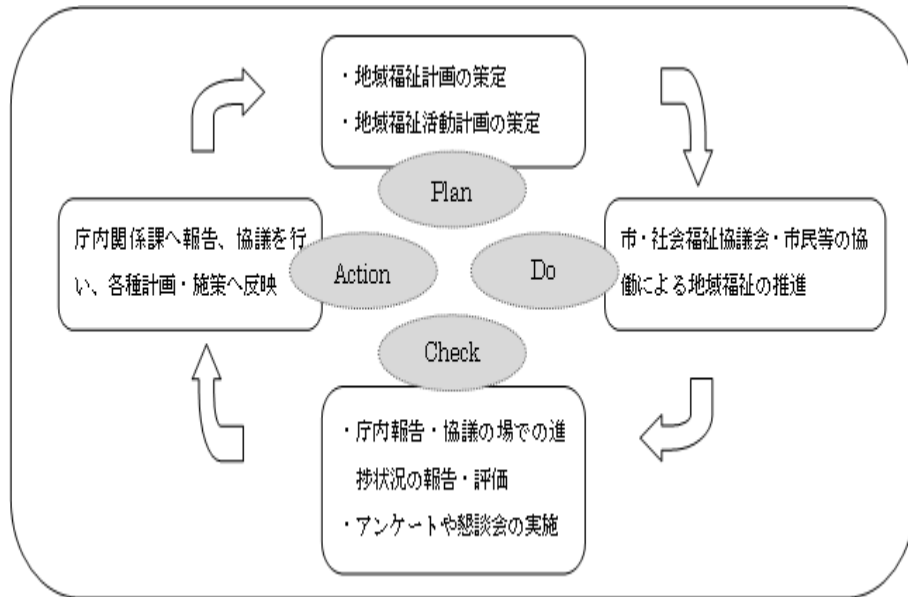 ・地域福祉計画の策定
・地域福祉活動計画の策定
Plan
市・社会福祉協議会・市民等の協
働による地域福祉の推進
Do
Check
・庁内報告・協議の場での進
捗状況の報告・評価
・アンケートや懇談会の実施
庁内関係課へ報告、協議を行
い、各種計画・施策へ反映
Action